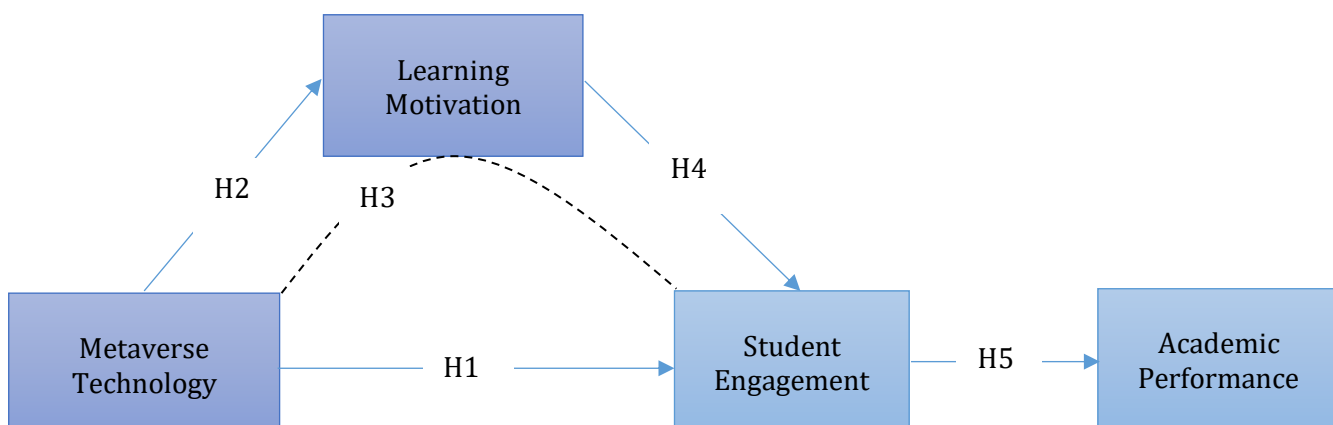 Learning
Motivation
H2
H3
H4
Metaverse
Technology
H1
Student
Engagement
H5
Academic
Performance